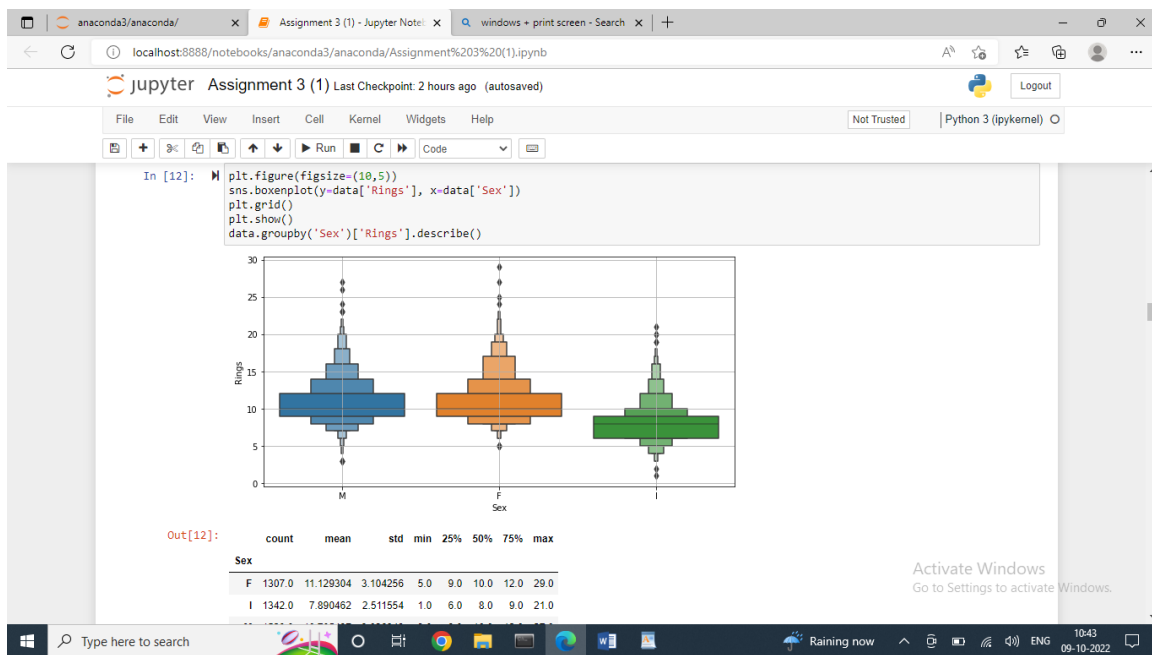 anaconda3/anaconda/
Assignment 3 (1) - Jupyter Note
windows + print screen - Search
localhost:8888/notebooks/anaconda3/anaconda/Assignment%203%20(1).ipynb
jupyter Assignment 3 (1) Last Checkpoint: 2 hours ago (autosaved)
Logout
File Edit View Insert Cell Kernel Widgets Help
Not Trusted
Python 3 (ipykernel)
Run
Code
In [12]:
plt.figure(figsize=(10,5))
sns.boxenplot(y=data['Rings'], x=data['Sex'])
plt.grid()
plt.show()
data.groupby('Sex')['Rings'].describe()
30
25
20
15
10
5
0
Rings
M F I
Sex
Out[12]:
count mean std min 25% 50% 75% max
Sex
F 1307.0 11.129304 3.104256 5.0 9.0 10.0 12.0 29.0
I 1342.0 7.890462 2.511554 1.0 6.0 8.0 9.0 21.0
Activate Windows
Go to Settings to activate Windows.
Type here to search
Raining now
ENG
10:43
09-10-2022